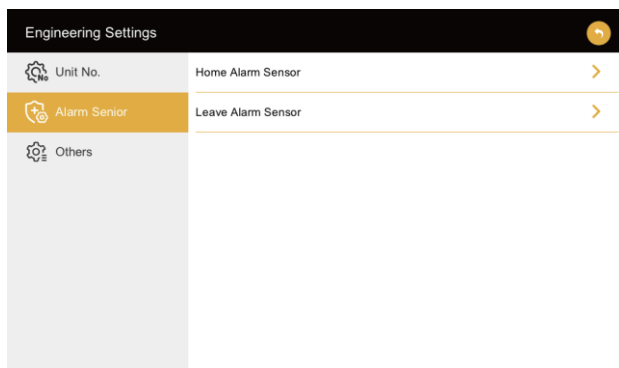 Engineering Settings
Unit No.
Home Alarm Sensor
Alarm Senior
Leave Alarm Sensor
Others